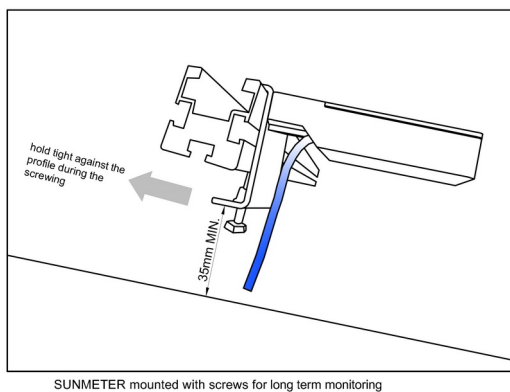 hold tight against the
profile during the
screwing
35mm MIN.
SUNMETER mounted with screws for long term monitoring